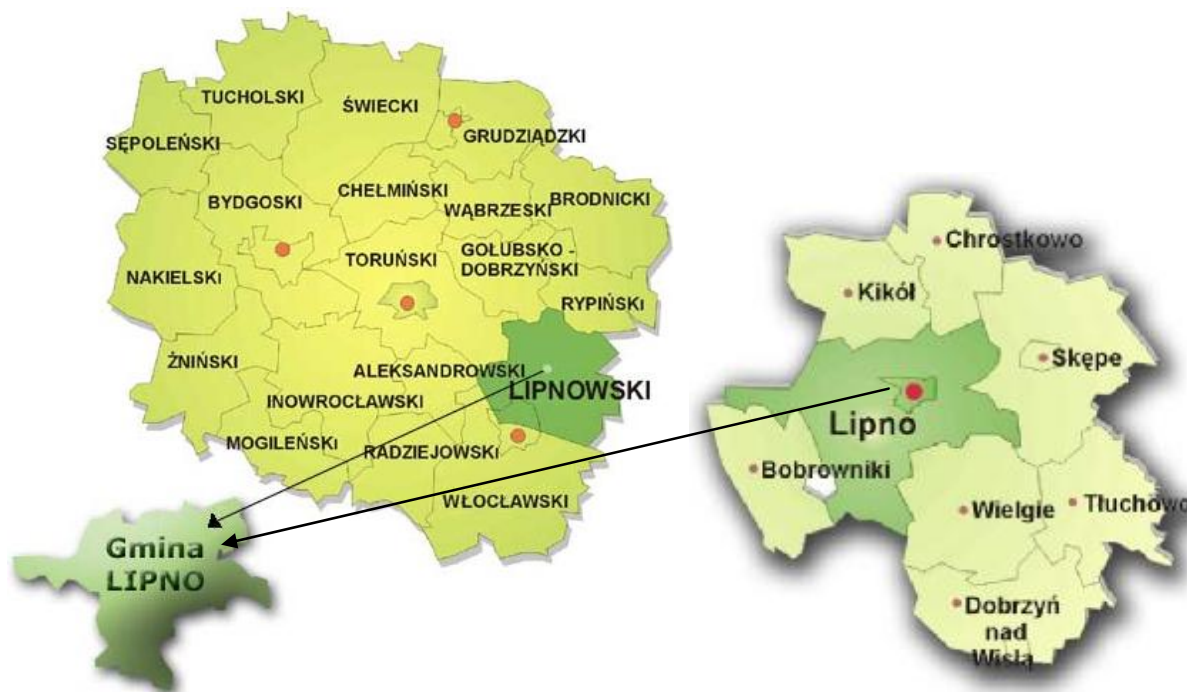 TUCHOLSKI
ŚWIECKI
SĘPOLEŃSKI
GRUDZIĄDZKI
BYDGOSKI
CHEŁMIŃSKI
WĄBRZESKI
BRODNICKI
NAKIELSKI
TORUŃSKI
GOŁUBSKO -
DOBRZYŃSKI
RYPIŃSKI
ŻNIŃSKI
ALEKSANDROWSKI
LIPNOWSKI
INOWROCŁAWSKI
MOGILEŃSKI
RADZIEJOWSKI
WŁOCŁAWSKI
Gmina
LIPNO
Chrostkowo
Kikół
Skępe
Lipno
Bobrowniki
Wielgie
Tłuchowo
Dobrzyń
nad
Wisłą